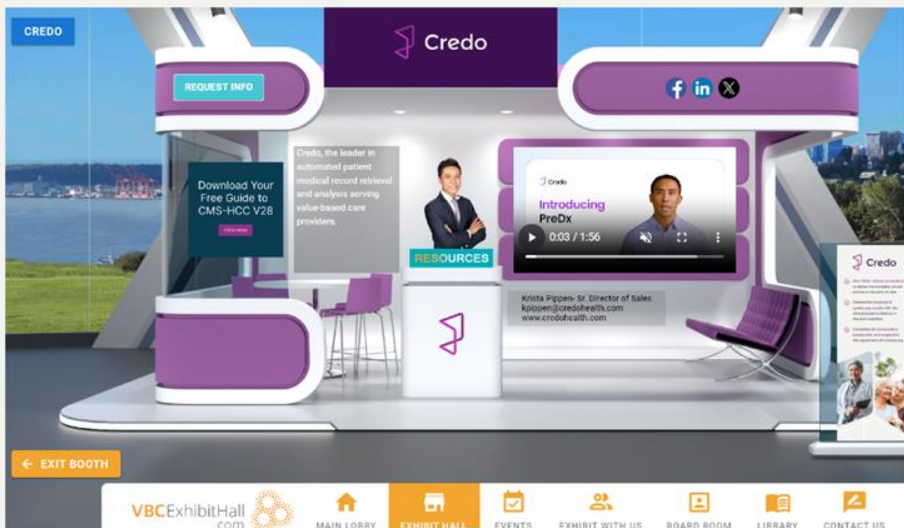 CREDO
Credo
REQUEST INFO
Download Your
Free Guide to
CMS-HCC V28
Credo, the leader in
automated patient
medical record retrieval
and analysis serving
value-based care
providers.
RESOURCES
Credo
Introducing
PreDx
0:03 / 1:56
Krista Pippen- Sr. Director of Sales
kpippen@credohealth.com
www.credohealth.com
Credo
EXIT BOOTH
VBCExhibitHall
.com
MAIN LOBBY
EXHIBIT HALL
EVENTS
EXHIBIT WITH US
BOARD ROOM
LIBRARY
CONTACT US